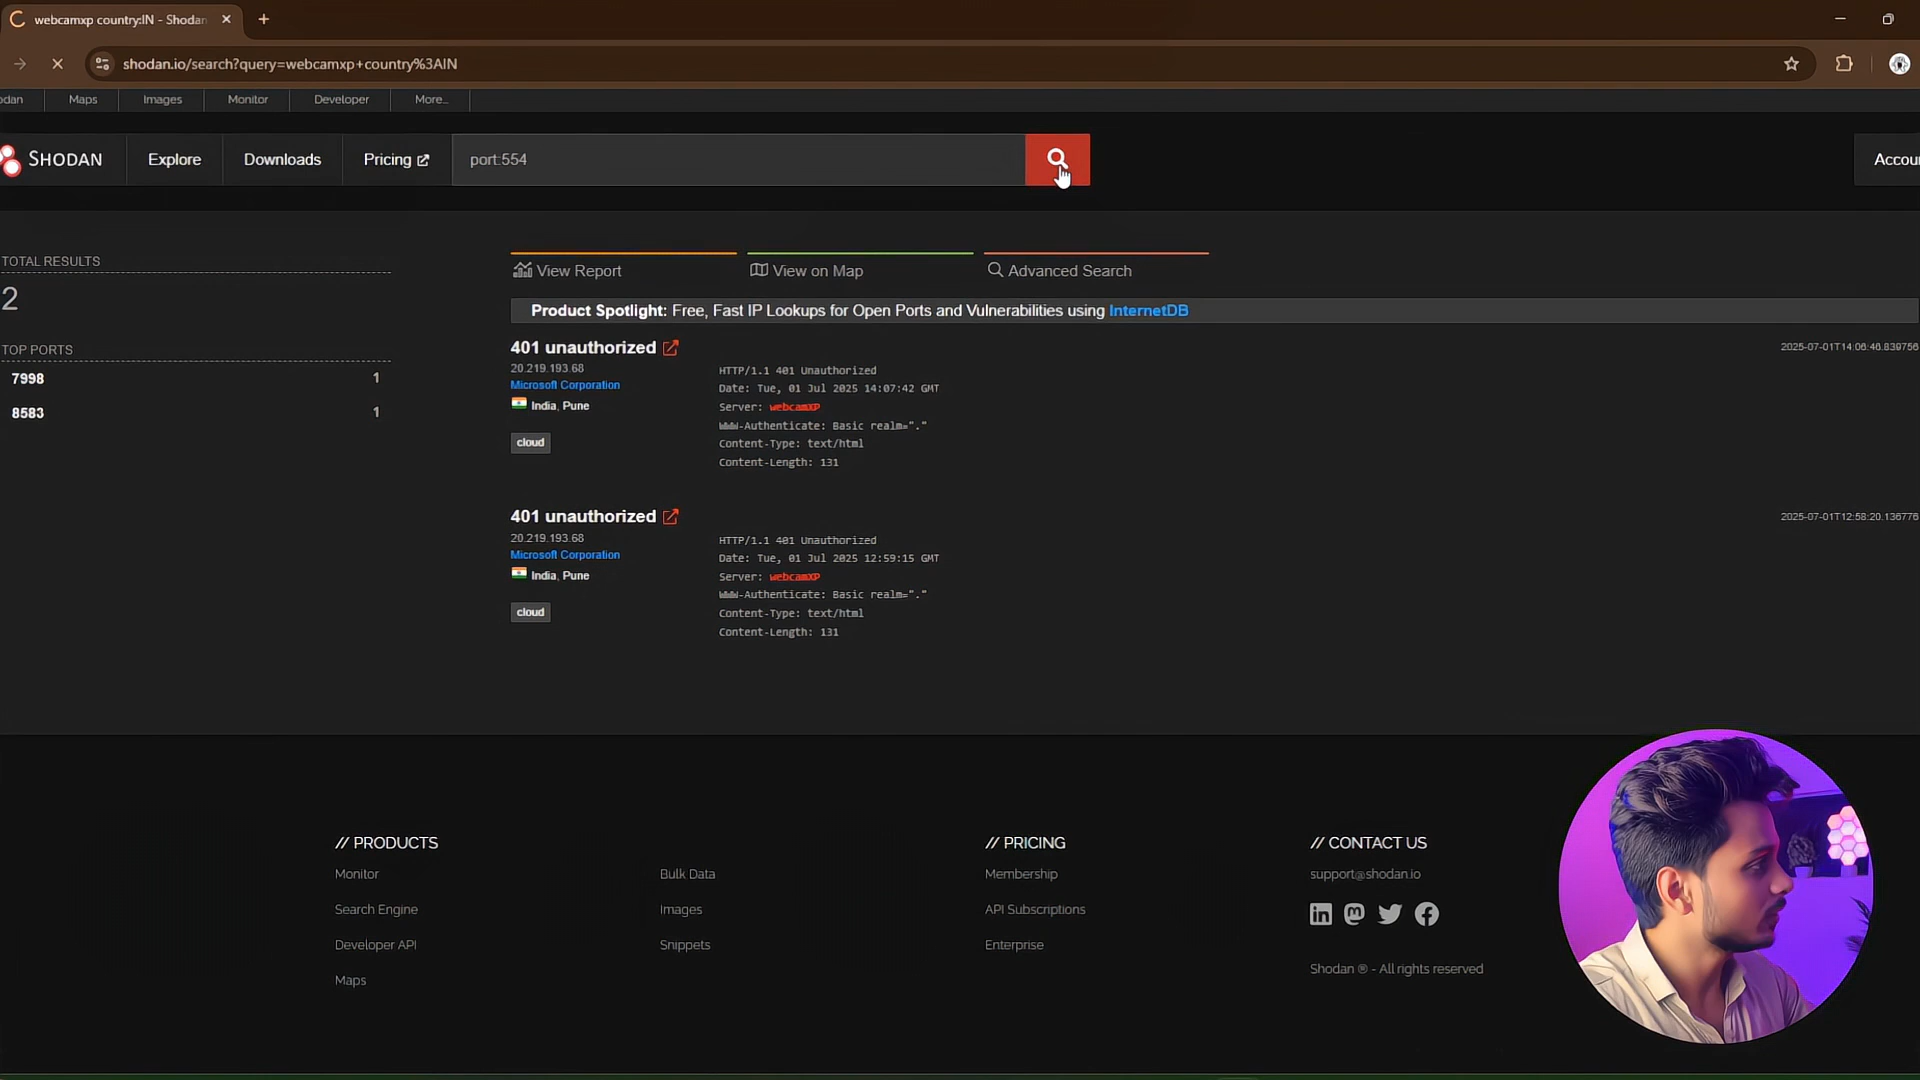 webcamxp country:IN - Shodan
shodan.io/search?query=webcamxp+country%3AIN
Maps
Images
Monitor
Developer
More...
SHODAN
Explore
Downloads
Pricing
port:554
TOTAL RESULTS
2
TOP PORTS
7998 1
8583 1
View Report
View on Map
Advanced Search
Product Spotlight: Free, Fast IP Lookups for Open Ports and Vulnerabilities using InternetDB
401 unauthorized
2025-07-01T14:06:46.839756
20.219.193.68
Microsoft Corporation
India, Pune
cloud
HTTP/1.1 401 Unauthorized
Date: Tue, 01 Jul 2025 14:07:42 GMT
Server: webcamXP
WWW-Authenticate: Basic realm="."
Content-Type: text/html
Content-Length: 131
401 unauthorized
2025-07-01T12:58:20.136776
20.219.193.68
Microsoft Corporation
India, Pune
cloud
HTTP/1.1 401 Unauthorized
Date: Tue, 01 Jul 2025 12:59:15 GMT
Server: webcamXP
WWW-Authenticate: Basic realm="."
Content-Type: text/html
Content-Length: 131
// PRODUCTS
Monitor
Search Engine
Developer API
Maps
Bulk Data
Images
Snippets
// PRICING
Membership
API Subscriptions
Enterprise
// CONTACT US
support@shodan.io
Shodan ® - All rights reserved